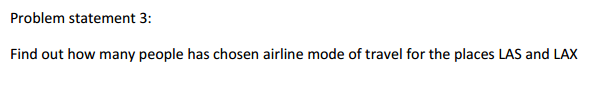 Problem statement 3:
Find out how many people has chosen airline mode of travel for the places LAS and LAX